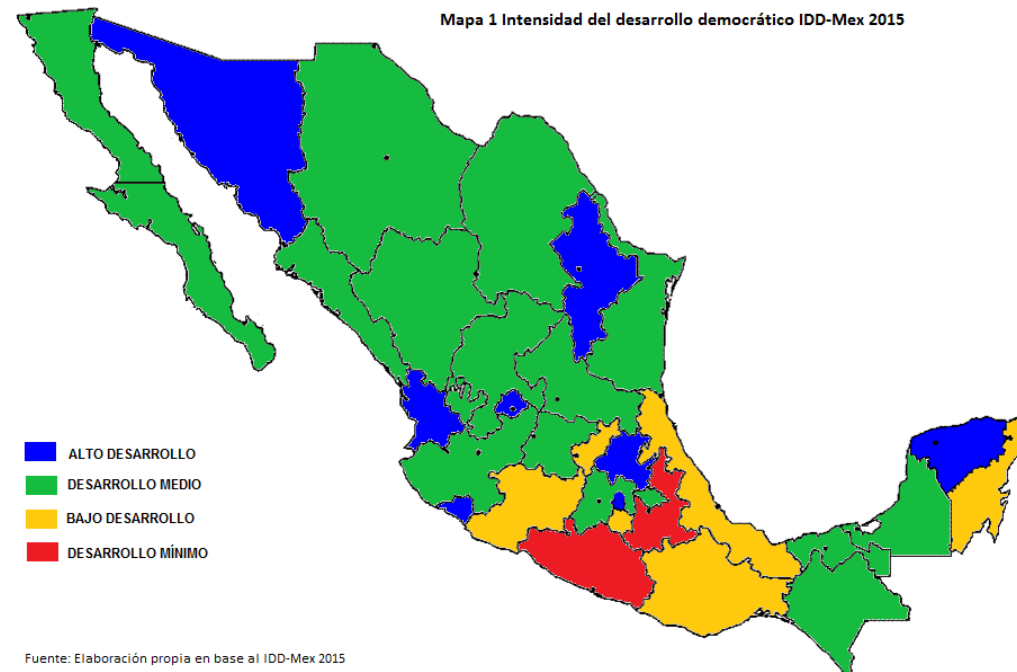 Mapa 1 Intensidad del desarrollo democrático IDD-Mex 2015
ALTO DESARROLLO
DESARROLLO MEDIO
BAJO DESARROLLO
DESARROLLO MÍNIMO
Fuente: Elaboración propia en base al IDD-Mex 2015